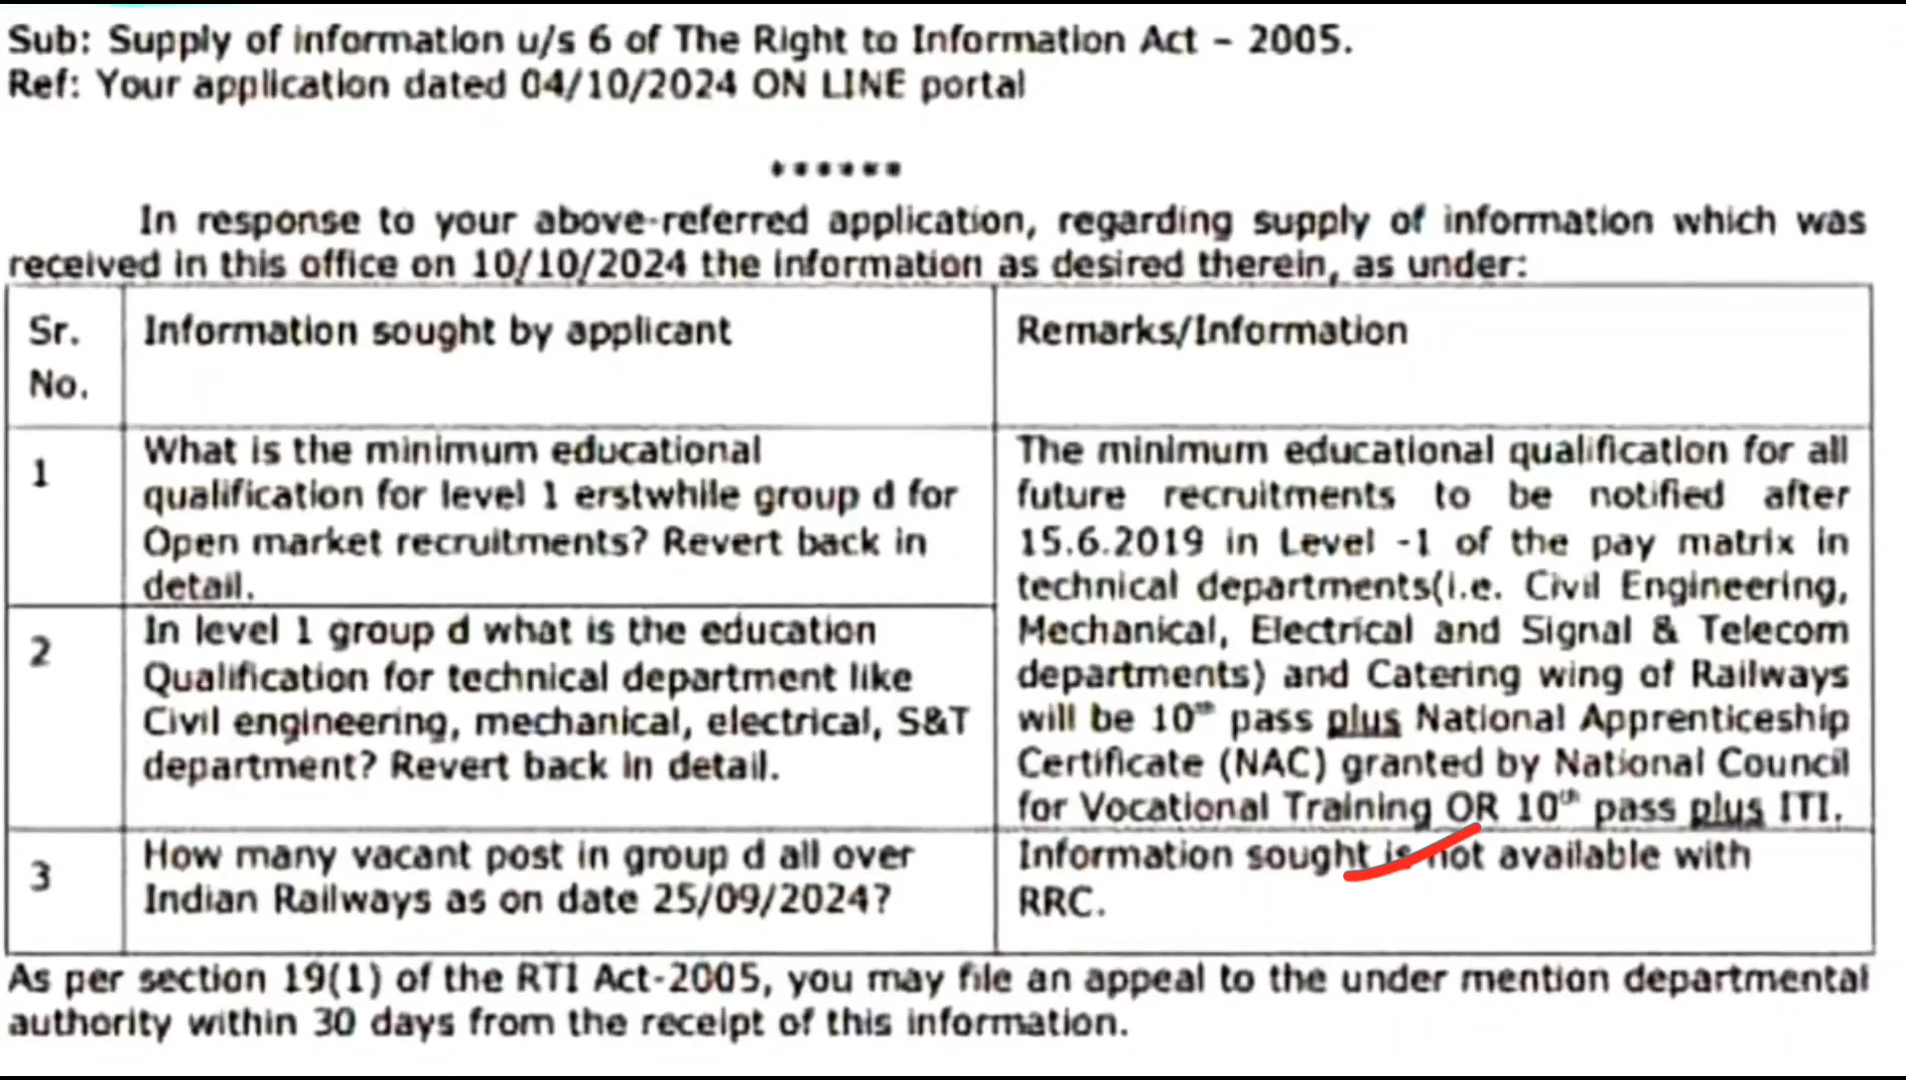 Sub: Supply of information u/s 6 of The Right to Information Act – 2005.
Ref: Your application dated 04/10/2024 ON LINE portal
******
In response to your above-referred application, regarding supply of information which was
received in this office on 10/10/2024 the information as desired therein, as under:
Sr.
No.
Information sought by applicant
Remarks/Information
1
What is the minimum educational
qualification for level 1 erstwhile group d for
Open market recruitments? Revert back in
detail.
The minimum educational qualification for all
future recruitments to be notified after
15.6.2019 in Level -1 of the pay matrix in
technical departments(i.e. Civil Engineering,
Mechanical, Electrical and Signal & Telecom
departments) and Catering wing of Railways
will be 10th pass plus National Apprenticeship
Certificate (NAC) granted by National Council
for Vocational Training OR 10th pass plus ITI.
2
In level 1 group d what is the education
Qualification for technical department like
Civil engineering, mechanical, electrical, S&T
department? Revert back in detail.
3
How many vacant post in group d all over
Indian Railways as on date 25/09/2024?
Information sought is not available with
RRC.
As per section 19(1) of the RTI Act-2005, you may file an appeal to the under mention departmental
authority within 30 days from the receipt of this information.